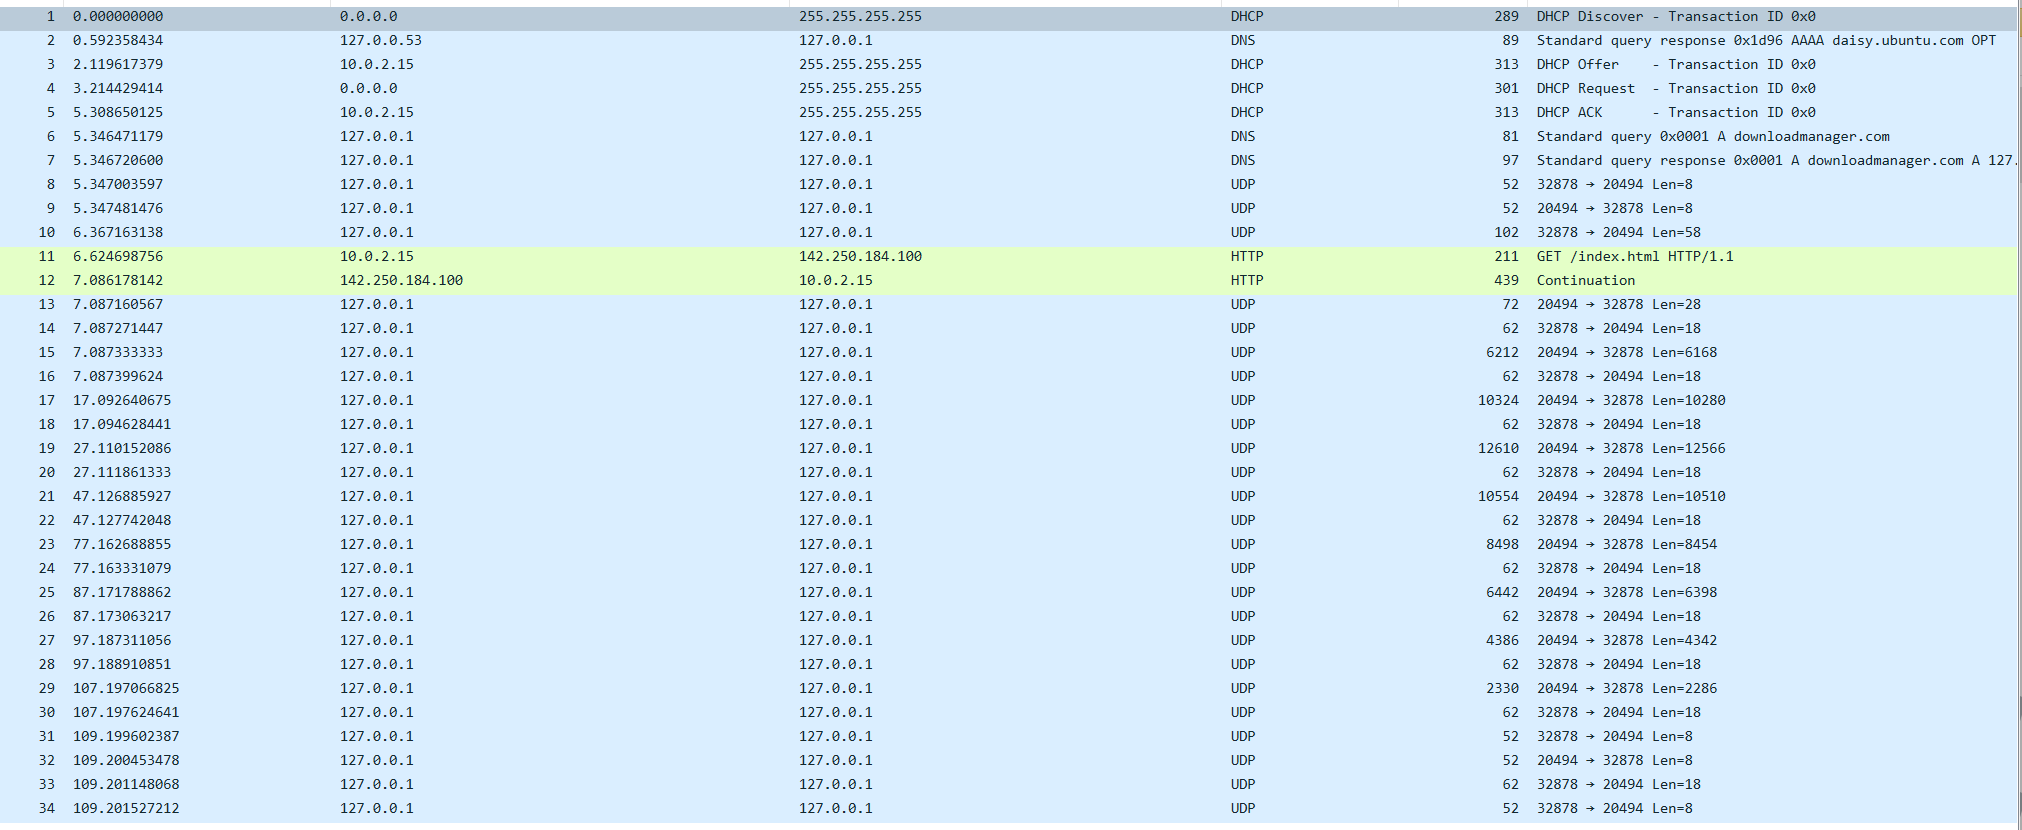 1 0.000000000 0.0.0.0 255.255.255.255 DHCP 289 DHCP Discover - Transaction ID 0x0
2 0.592358434 127.0.0.53 127.0.0.1 DNS 89 Standard query response 0x1d96 AAAA daisy.ubuntu.com OPT
3 2.119617379 10.0.2.15 255.255.255.255 DHCP 313 DHCP Offer - Transaction ID 0x0
4 3.214429414 0.0.0.0 255.255.255.255 DHCP 301 DHCP Request - Transaction ID 0x0
5 5.308650125 10.0.2.15 255.255.255.255 DHCP 313 DHCP ACK - Transaction ID 0x0
6 5.346471179 127.0.0.1 127.0.0.1 DNS 81 Standard query 0x0001 A downloadmanager.com
7 5.346720600 127.0.0.1 127.0.0.1 DNS 97 Standard query response 0x0001 A downloadmanager.com A 127.
8 5.347003597 127.0.0.1 127.0.0.1 UDP 52 32878 → 20494 Len=8
9 5.347481476 127.0.0.1 127.0.0.1 UDP 52 20494 → 32878 Len=8
10 6.367163138 127.0.0.1 127.0.0.1 UDP 102 32878 → 20494 Len=58
11 6.624698756 10.0.2.15 142.250.184.100 HTTP 211 GET /index.html HTTP/1.1
12 7.086178142 142.250.184.100 10.0.2.15 HTTP 439 Continuation
13 7.087160567 127.0.0.1 127.0.0.1 UDP 72 20494 → 32878 Len=28
14 7.087271447 127.0.0.1 127.0.0.1 UDP 62 32878 → 20494 Len=18
15 7.087333333 127.0.0.1 127.0.0.1 UDP 6212 20494 → 32878 Len=6168
16 7.087399624 127.0.0.1 127.0.0.1 UDP 62 32878 → 20494 Len=18
17 17.092640675 127.0.0.1 127.0.0.1 UDP 10324 20494 → 32878 Len=10280
18 17.094628441 127.0.0.1 127.0.0.1 UDP 62 32878 → 20494 Len=18
19 27.110152086 127.0.0.1 127.0.0.1 UDP 12610 20494 → 32878 Len=12566
20 27.111861333 127.0.0.1 127.0.0.1 UDP 62 32878 → 20494 Len=18
21 47.126885927 127.0.0.1 127.0.0.1 UDP 10554 20494 → 32878 Len=10510
22 47.127742048 127.0.0.1 127.0.0.1 UDP 62 32878 → 20494 Len=18
23 77.162688855 127.0.0.1 127.0.0.1 UDP 8498 20494 → 32878 Len=8454
24 77.163331079 127.0.0.1 127.0.0.1 UDP 62 32878 → 20494 Len=18
25 87.171788862 127.0.0.1 127.0.0.1 UDP 6442 20494 → 32878 Len=6398
26 87.173063217 127.0.0.1 127.0.0.1 UDP 62 32878 → 20494 Len=18
27 97.187311056 127.0.0.1 127.0.0.1 UDP 4386 20494 → 32878 Len=4342
28 97.188910851 127.0.0.1 127.0.0.1 UDP 62 32878 → 20494 Len=18
29 107.197066825 127.0.0.1 127.0.0.1 UDP 2330 20494 → 32878 Len=2286
30 107.197624641 127.0.0.1 127.0.0.1 UDP 62 32878 → 20494 Len=18
31 109.199602387 127.0.0.1 127.0.0.1 UDP 52 32878 → 20494 Len=8
32 109.200453478 127.0.0.1 127.0.0.1 UDP 52 20494 → 32878 Len=8
33 109.201148068 127.0.0.1 127.0.0.1 UDP 62 32878 → 20494 Len=18
34 109.201527212 127.0.0.1 127.0.0.1 UDP 52 32878 → 20494 Len=8